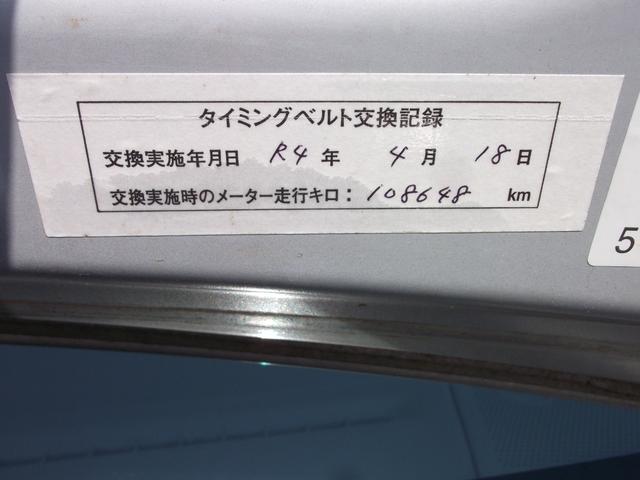 タイミングベルト交換記録
交換実施年月日 R4 年 4 月 18 日
交換実施時のメーター走行キロ: 108648 km
5